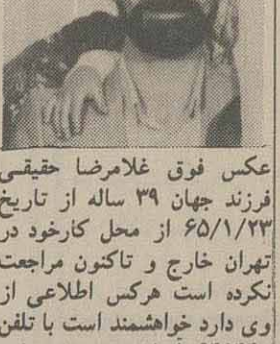 عکس فوق غلامرضا حقیقی
فرزند جهان ۳۹ ساله از تاریخ
۶۵/۱/۲۳ از محل کارخود در
تهران خارج و تاکنون مراجعت
نکرده است هرکس اطلاعی از
وی دارد خواهشمند است با تلفن